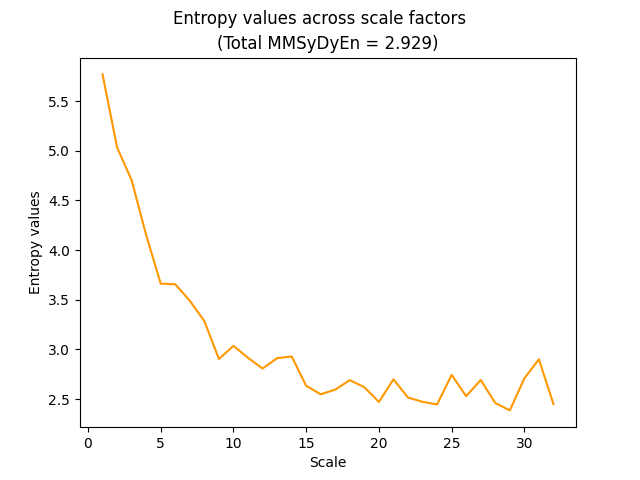 Entropy values across scale factors
(Total MMSyDyEn = 2.929)
Entropy values
5.5
5.0
4.5
4.0
3.5
3.0
2.5
0 5 10 15 20 25 30
Scale